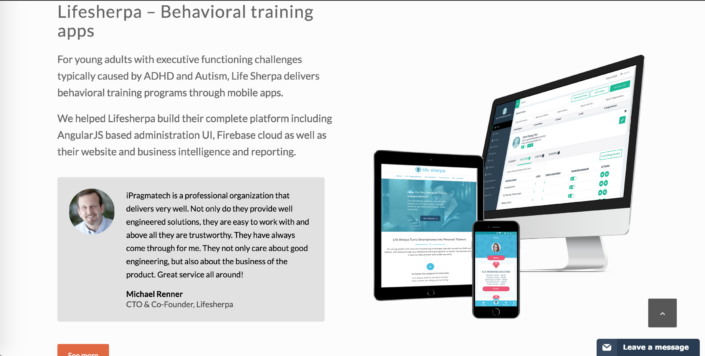 Lifesherpa – Behavioral training
apps
For young adults with executive functioning challenges
typically caused by ADHD and Autism, Life Sherpa delivers
behavioral training programs through mobile apps.
We helped Lifesherpa build their complete platform including
AngularJS based administration UI, Firebase cloud as well as
their website and business intelligence and reporting.
iPragmatech is a professional organization that
delivers very well. Not only do they provide well
engineered solutions, they are easy to work with and
above all they are trustworthy. They have always
come through for me. They not only care about good
engineering, but also about the business of the
product. Great service all around!
Michael Renner
CTO & Co-Founder, Lifesherpa
life sherpa
See more
Leave a message